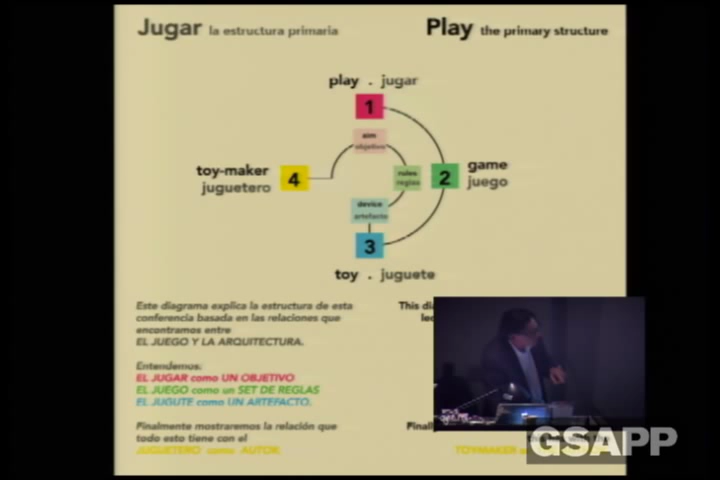 Jugar la estructura primaria
Play the primary structure
play . jugar
1
aim
objetivo
toy-maker
juguetero
4
rules
reglas
2
game
juego
device
artefacto
3
toy . juguete
Este diagrama explica la estructura de esta
conferencia basada en las relaciones que
encontramos entre
EL JUEGO Y LA ARQUITECTURA.
Entendemos:
EL JUGAR como UN OBJETIVO
EL JUEGO como un SET DE REGLAS
EL JUGUTE como UN ARTEFACTO.
Finalmente mostraremos la relación que
todo esto tiene con el
JUGUETERO como AUTOR.
This
TOYMAKER
GSAPP